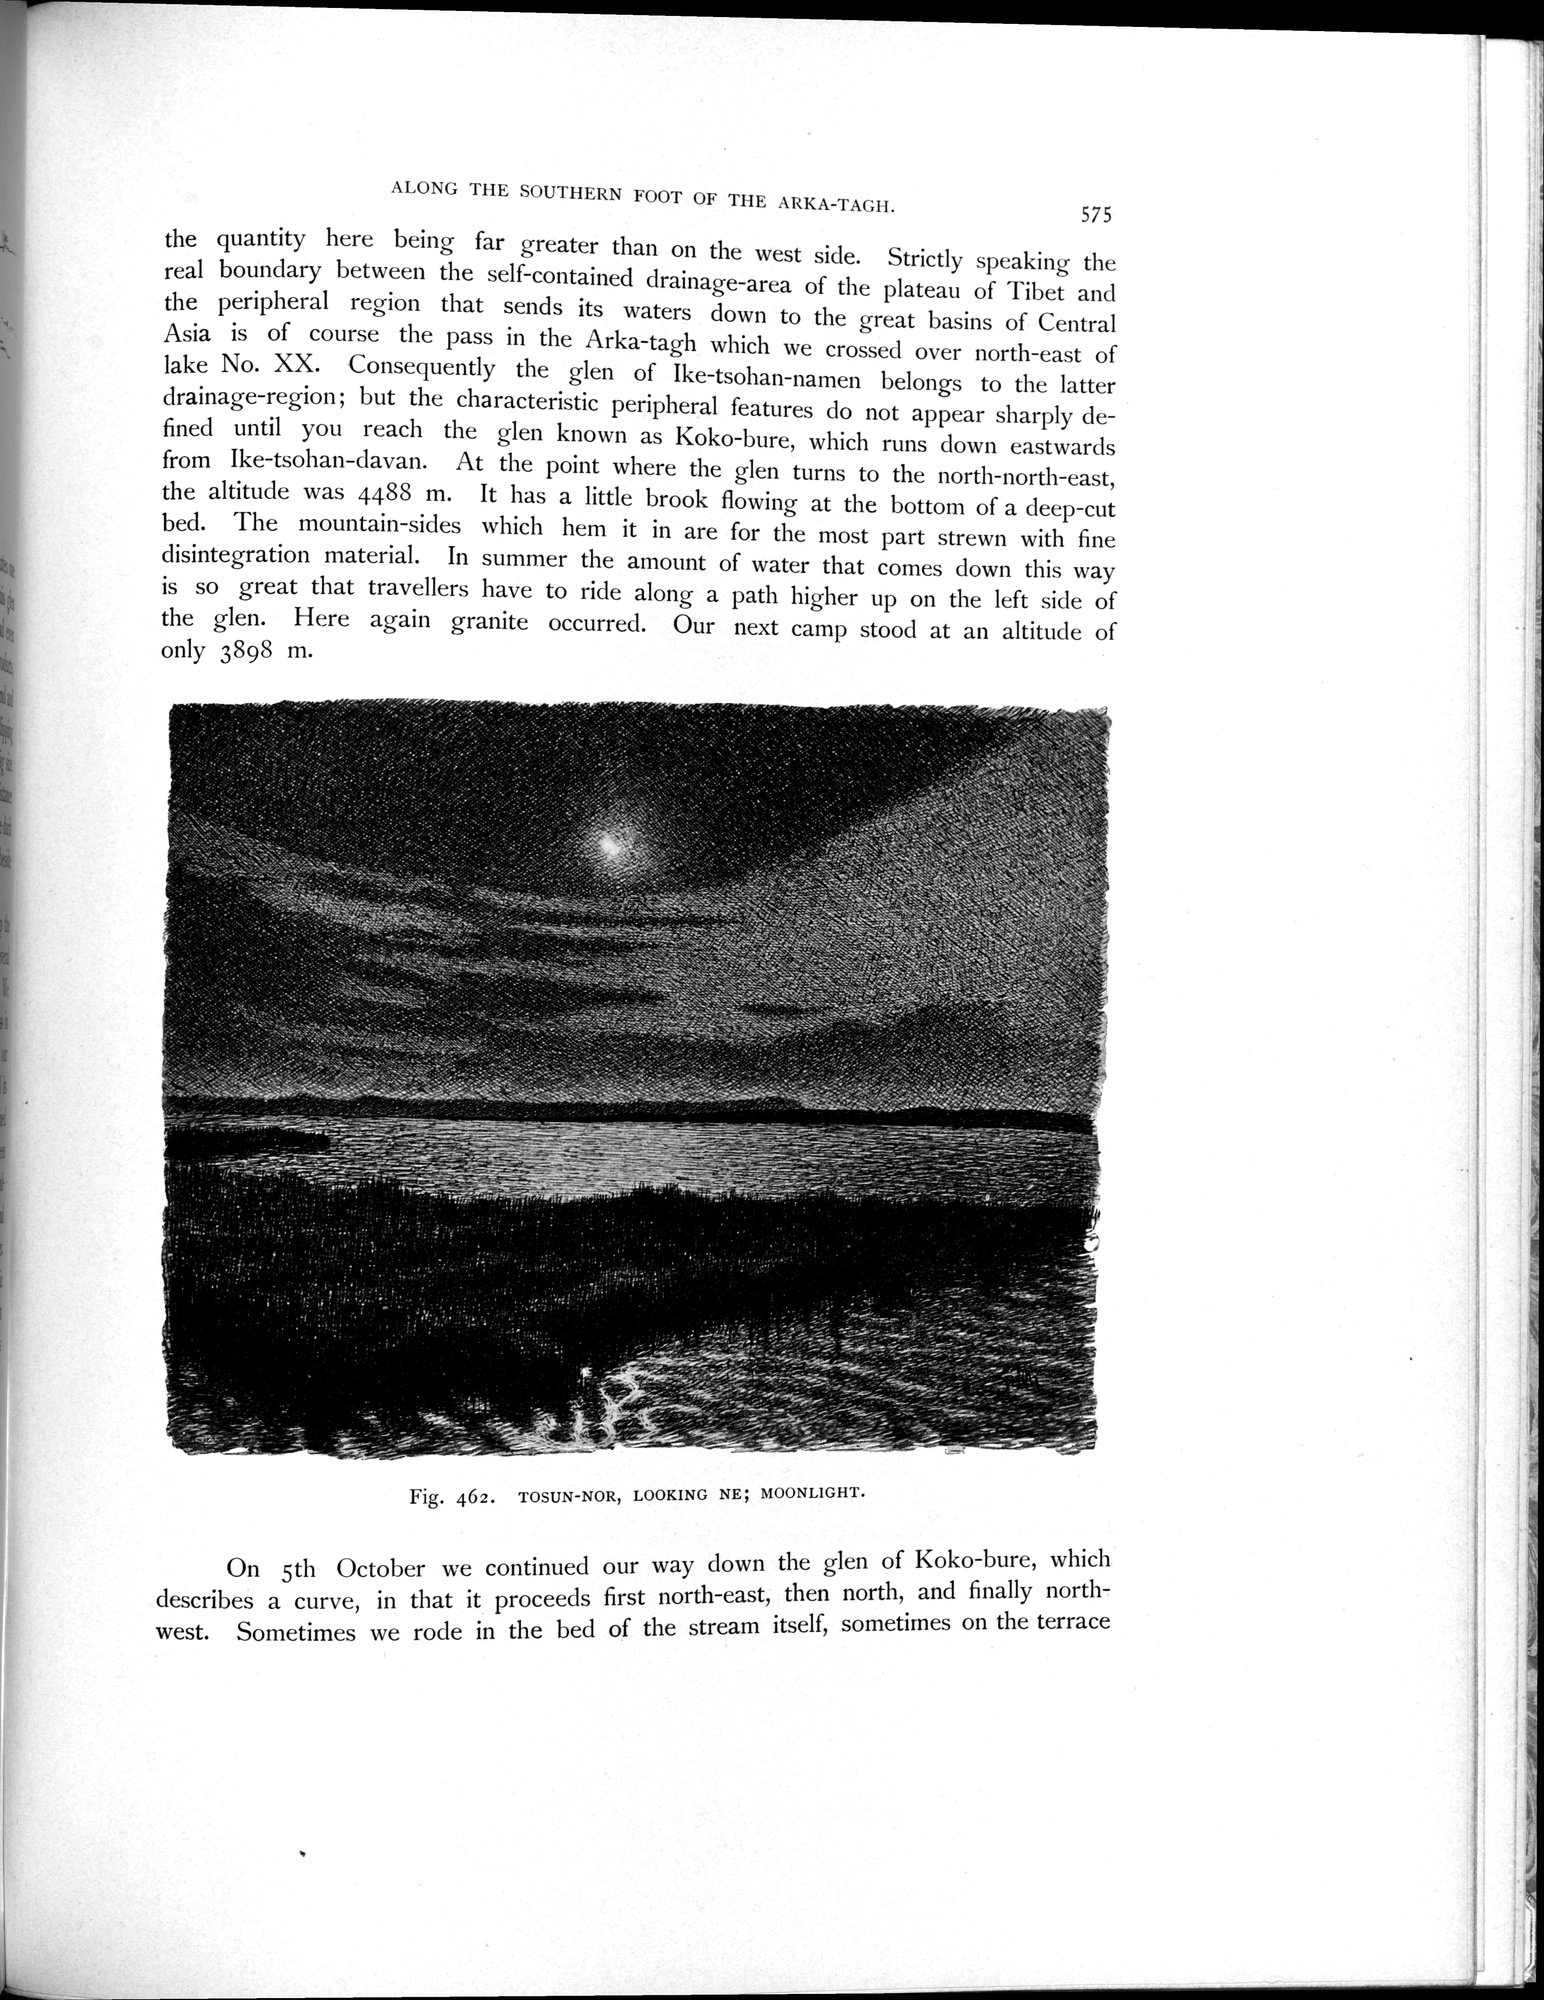 ALONG THE SOUTHERN FOOT OF THE ARKA-TAGH.
575
the quantity here being far greater than on the west side. Strictly speaking the
real boundary between the self-contained drainage-area of the plateau of Tibet and
the peripheral region that sends its waters down to the great basins of Central
Asia is of course the pass in the Arka-tagh which we crossed over north-east of
lake No. XX. Consequently the glen of Ike-tsohan-namen belongs to the latter
drainage-region; but the characteristic peripheral features do not appear sharply de-
fined until you reach the glen known as Koko-bure, which runs down eastwards
from Ike-tsohan-davan. At the point where the glen turns to the north-north-east,
the altitude was 4488 m. It has a little brook flowing at the bottom of a deep-cut
bed. The mountain-sides which hem it in are for the most part strewn with fine
disintegration material. In summer the amount of water that comes down this way
is so great that travellers have to ride along a path higher up on the left side of
the glen. Here again granite occurred. Our next camp stood at an altitude of
only 3898 m.
Fig. 462. TOSUN-NOR, LOOKING NE; MOONLIGHT.
On 5th October we continued our way down the glen of Koko-bure, which
describes a curve, in that it proceeds first north-east, then north, and finally north-
west. Sometimes we rode in the bed of the stream itself, sometimes on the terrace